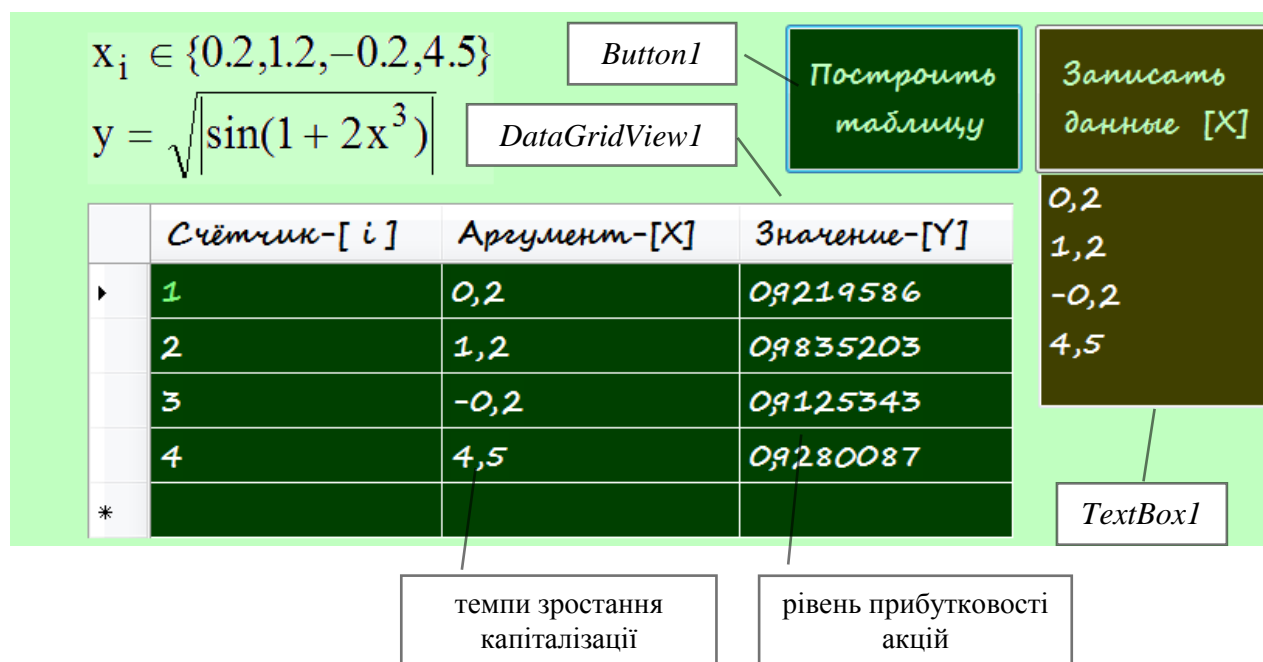 xᵢ ∈ {0.2,1.2,−0.2,4.5}
y = √|sin(1 + 2x³)|
Button1
DataGridView1
Построить
таблицу
Записать
данные [X]
0,2
1,2
-0,2
4,5
Счётчик-[ i ] Аргумент-[X] Значение-[Y]
1 0,2 0,9219586
2 1,2 0,9835203
3 -0,2 0,9125343
4 4,5 0,9280087
*
TextBox1
темпи зростання
капіталізації
рівень прибутковості
акцій